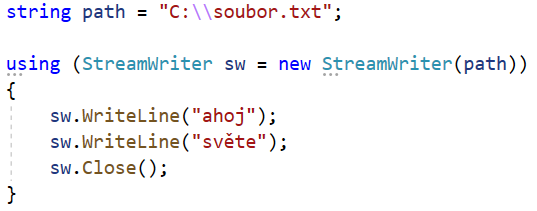 string path = "C:\\soubor.txt";
using (StreamWriter sw = new StreamWriter(path))
{
sw.WriteLine("ahoj");
sw.WriteLine("světe");
sw.Close();
}